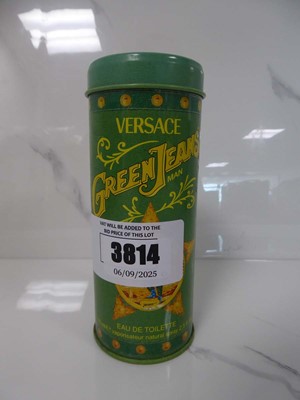 VERSACE
GREEN JEANS
MAN
VAT WILL BE ADDED TO THE
BID PRICE OF THIS LOT
3814
06/09/2025
EAU DE TOILETTE
natural